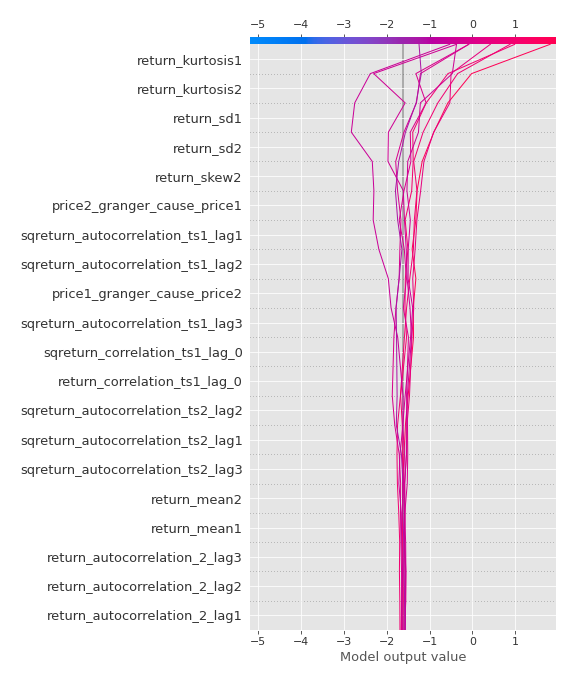 −5 −4 −3 −2 −1 0 1
return_kurtosis1
return_kurtosis2
return_sd1
return_sd2
return_skew2
price2_granger_cause_price1
sqreturn_autocorrelation_ts1_lag1
sqreturn_autocorrelation_ts1_lag2
price1_granger_cause_price2
sqreturn_autocorrelation_ts1_lag3
sqreturn_correlation_ts1_lag_0
return_correlation_ts1_lag_0
sqreturn_autocorrelation_ts2_lag2
sqreturn_autocorrelation_ts2_lag1
sqreturn_autocorrelation_ts2_lag3
return_mean2
return_mean1
return_autocorrelation_2_lag3
return_autocorrelation_2_lag2
return_autocorrelation_2_lag1
−5 −4 −3 −2 −1 0 1
Model output value